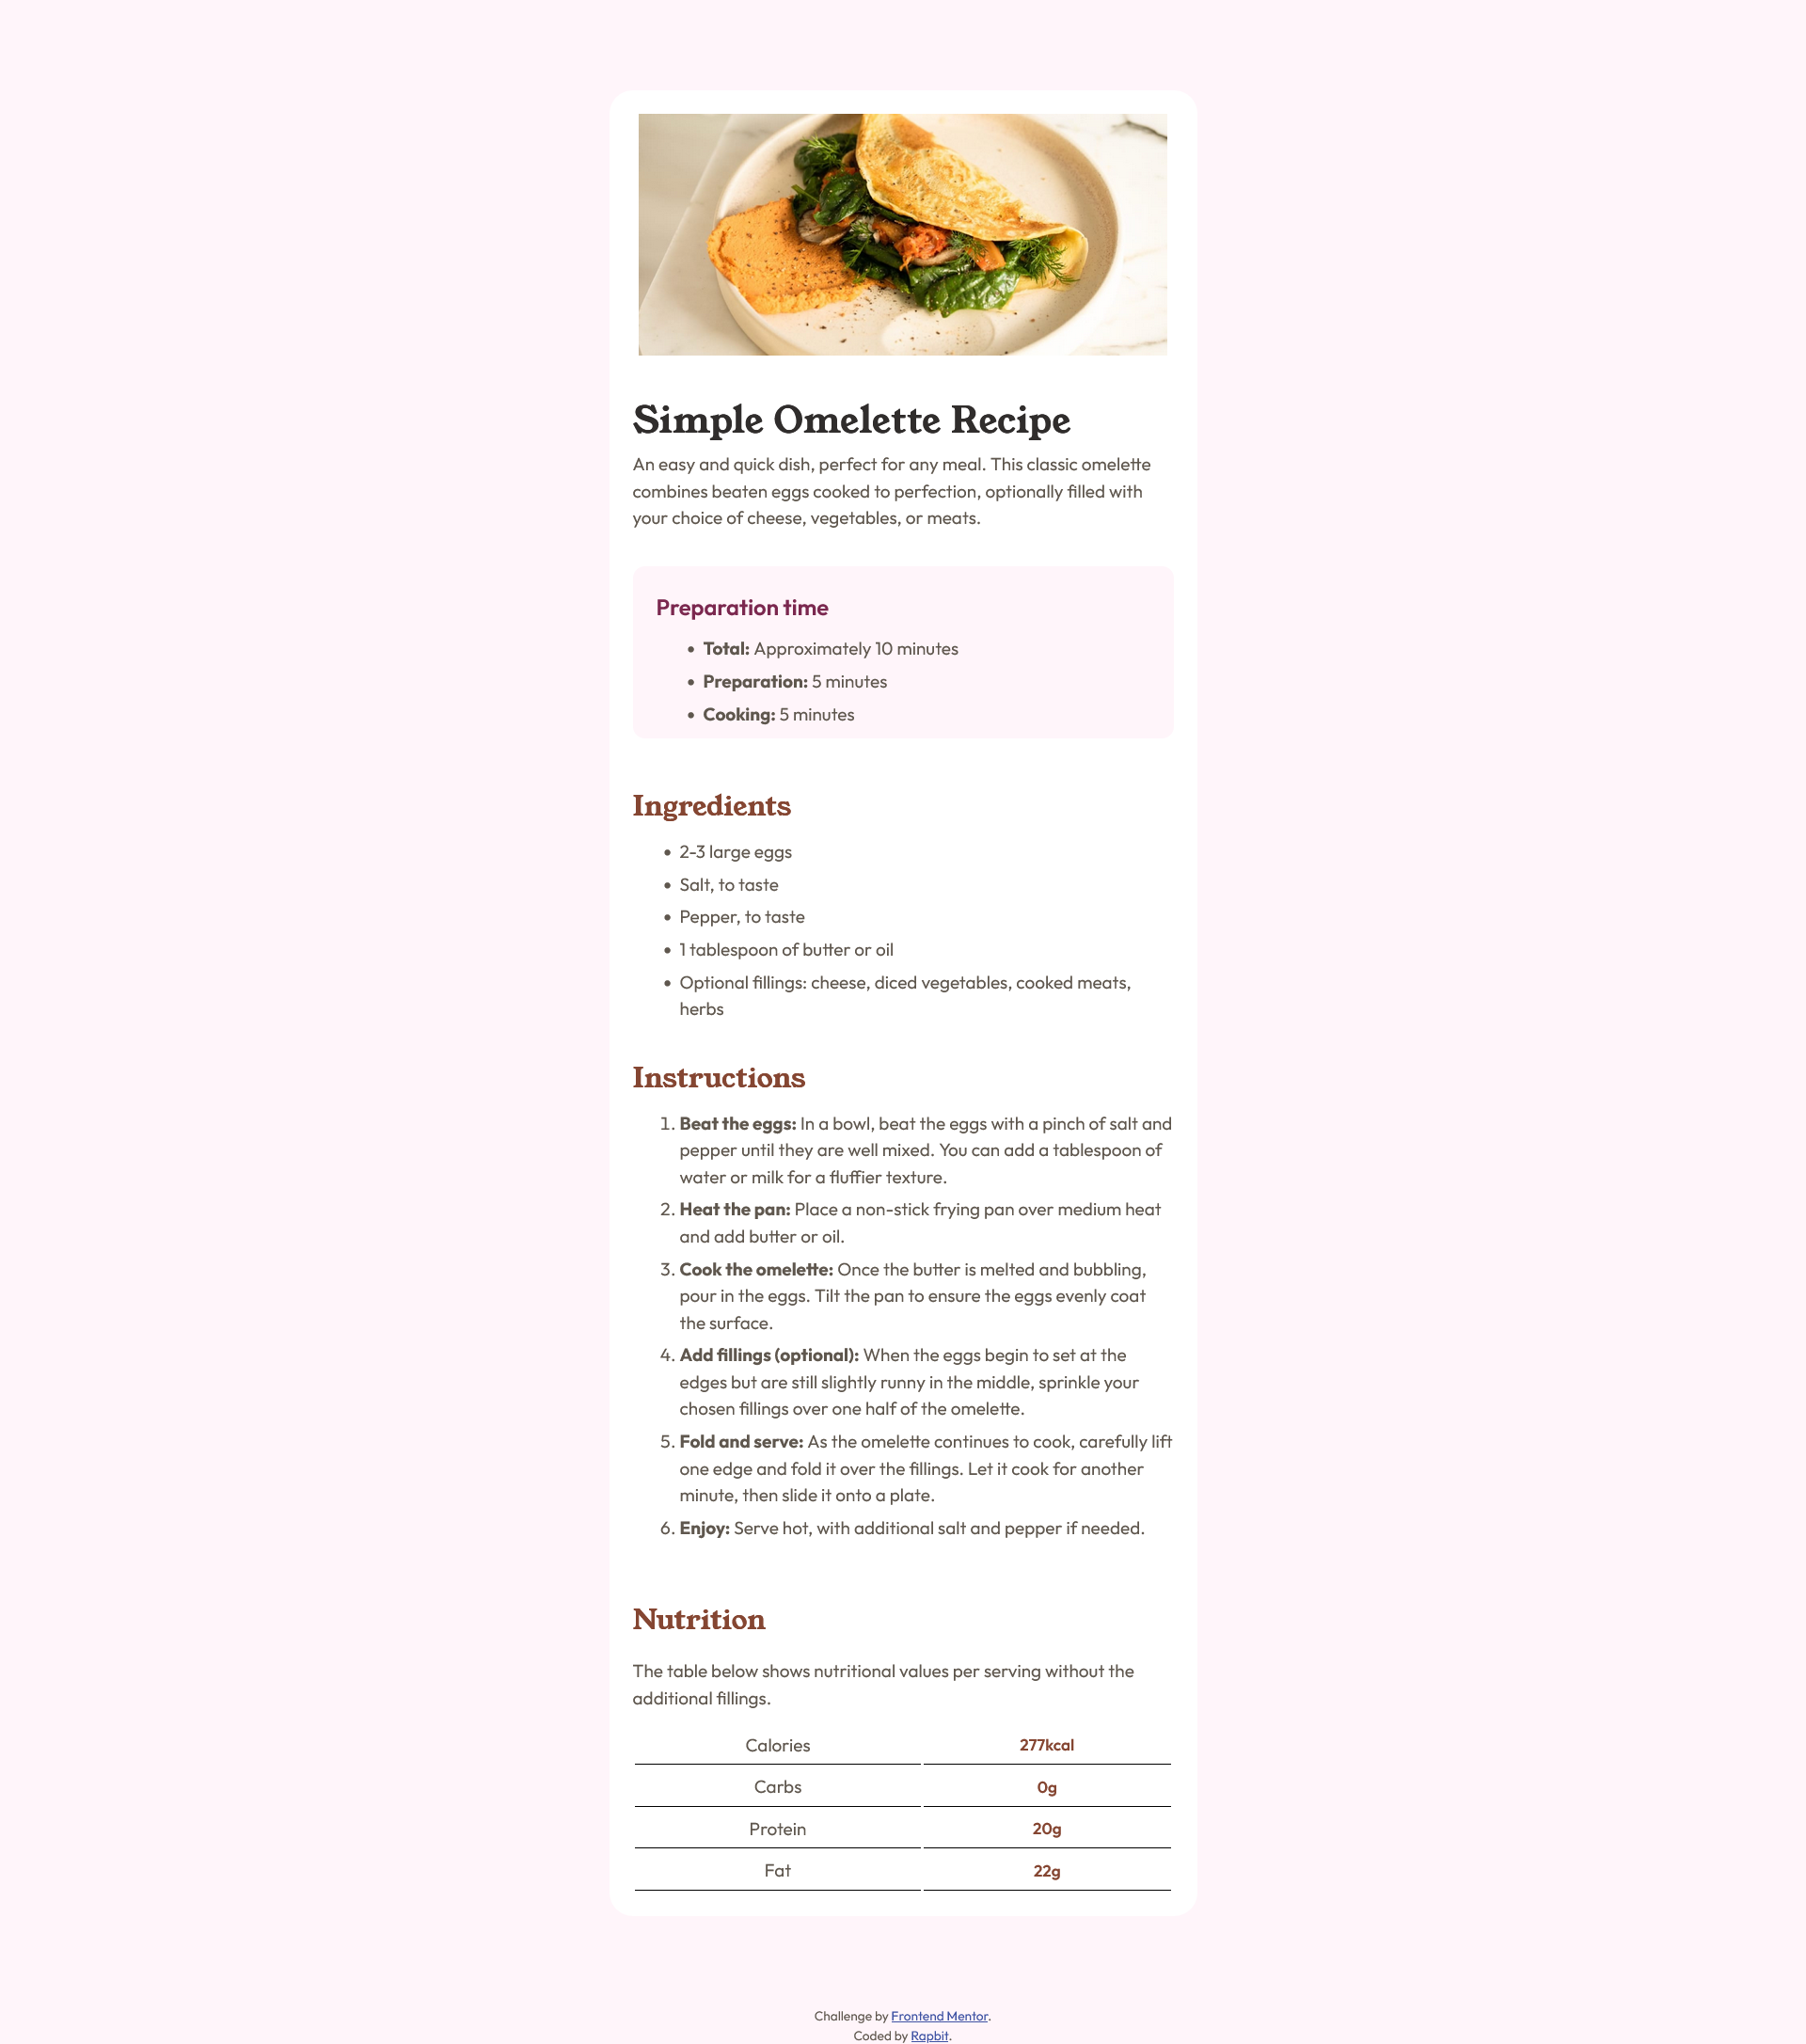 Simple Omelette Recipe
An easy and quick dish, perfect for any meal. This classic omelette
combines beaten eggs cooked to perfection, optionally filled with
your choice of cheese, vegetables, or meats.
Preparation time
• Total: Approximately 10 minutes
• Preparation: 5 minutes
• Cooking: 5 minutes
Ingredients
• 2-3 large eggs
• Salt, to taste
• Pepper, to taste
• 1 tablespoon of butter or oil
• Optional fillings: cheese, diced vegetables, cooked meats,
herbs
Instructions
1. Beat the eggs: In a bowl, beat the eggs with a pinch of salt and
pepper until they are well mixed. You can add a tablespoon of
water or milk for a fluffier texture.
2. Heat the pan: Place a non-stick frying pan over medium heat
and add butter or oil.
3. Cook the omelette: Once the butter is melted and bubbling,
pour in the eggs. Tilt the pan to ensure the eggs evenly coat
the surface.
4. Add fillings (optional): When the eggs begin to set at the
edges but are still slightly runny in the middle, sprinkle your
chosen fillings over one half of the omelette.
5. Fold and serve: As the omelette continues to cook, carefully lift
one edge and fold it over the fillings. Let it cook for another
minute, then slide it onto a plate.
6. Enjoy: Serve hot, with additional salt and pepper if needed.
Nutrition
The table below shows nutritional values per serving without the
additional fillings.
Calories 277kcal
Carbs 0g
Protein 20g
Fat 22g
Challenge by Frontend Mentor.
Coded by Rapbit.